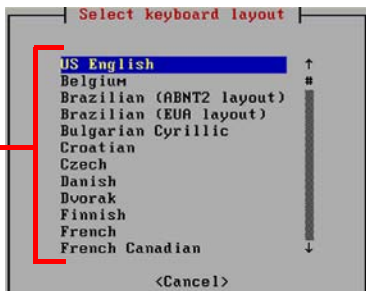 Select keyboard layout
US English
Belgium
Brazilian (ABNT2 layout)
Brazilian (EUA layout)
Bulgarian Cyrillic
Croatian
Czech
Danish
Dvorak
Finnish
French
French Canadian
<Cancel>